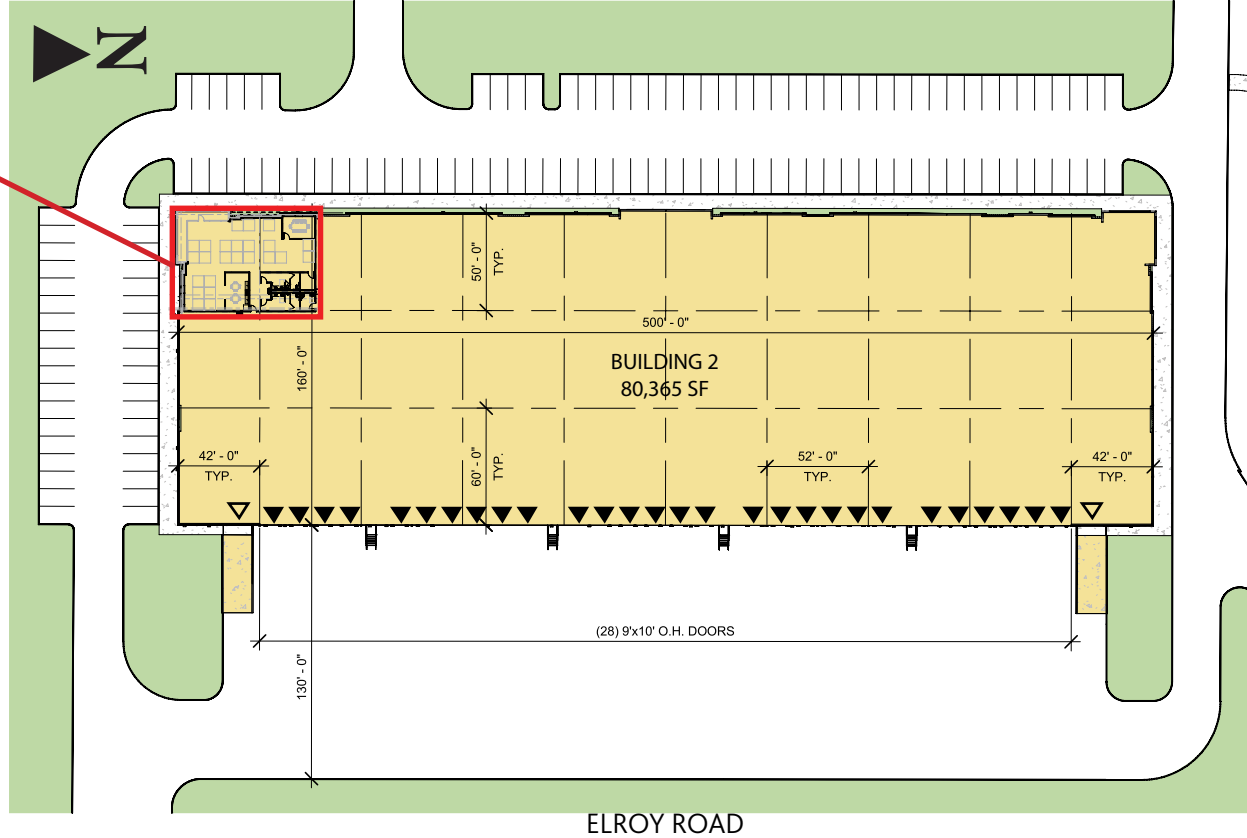 N
50' - 0"
TYP.
500' - 0"
160' - 0"
BUILDING 2
80,365 SF
42' - 0"
TYP.
60' - 0"
TYP.
52' - 0"
TYP.
42' - 0"
TYP.
(28) 9'x10' O.H. DOORS
130' - 0"
ELROY ROAD